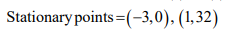 Stationary points=(−3,0), (1,32)